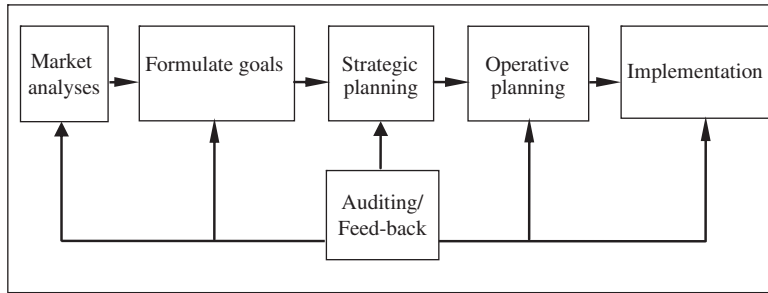 Market
analyses
Formulate goals
Strategic
planning
Operative
planning
Implementation
Auditing/
Feed-back